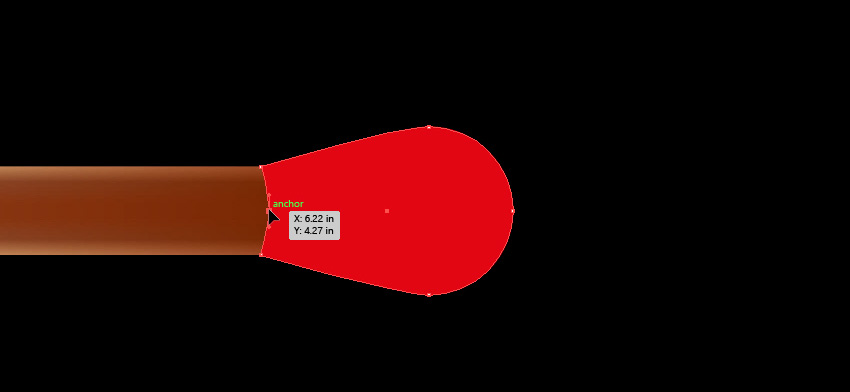 anchor
X: 6.22 in
Y: 4.27 in